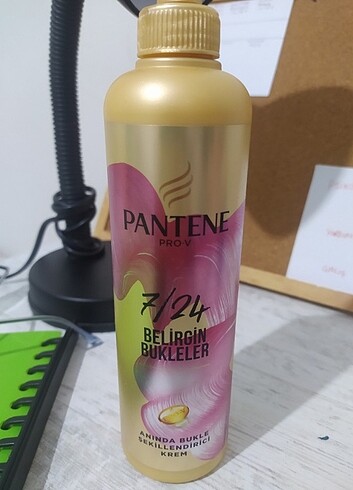 PANTENE
PRO-V
7/24
BELİRGİN
BUKLELER
ANINDA BUKLE
ŞEKİLLENDİRİCİ
KREM